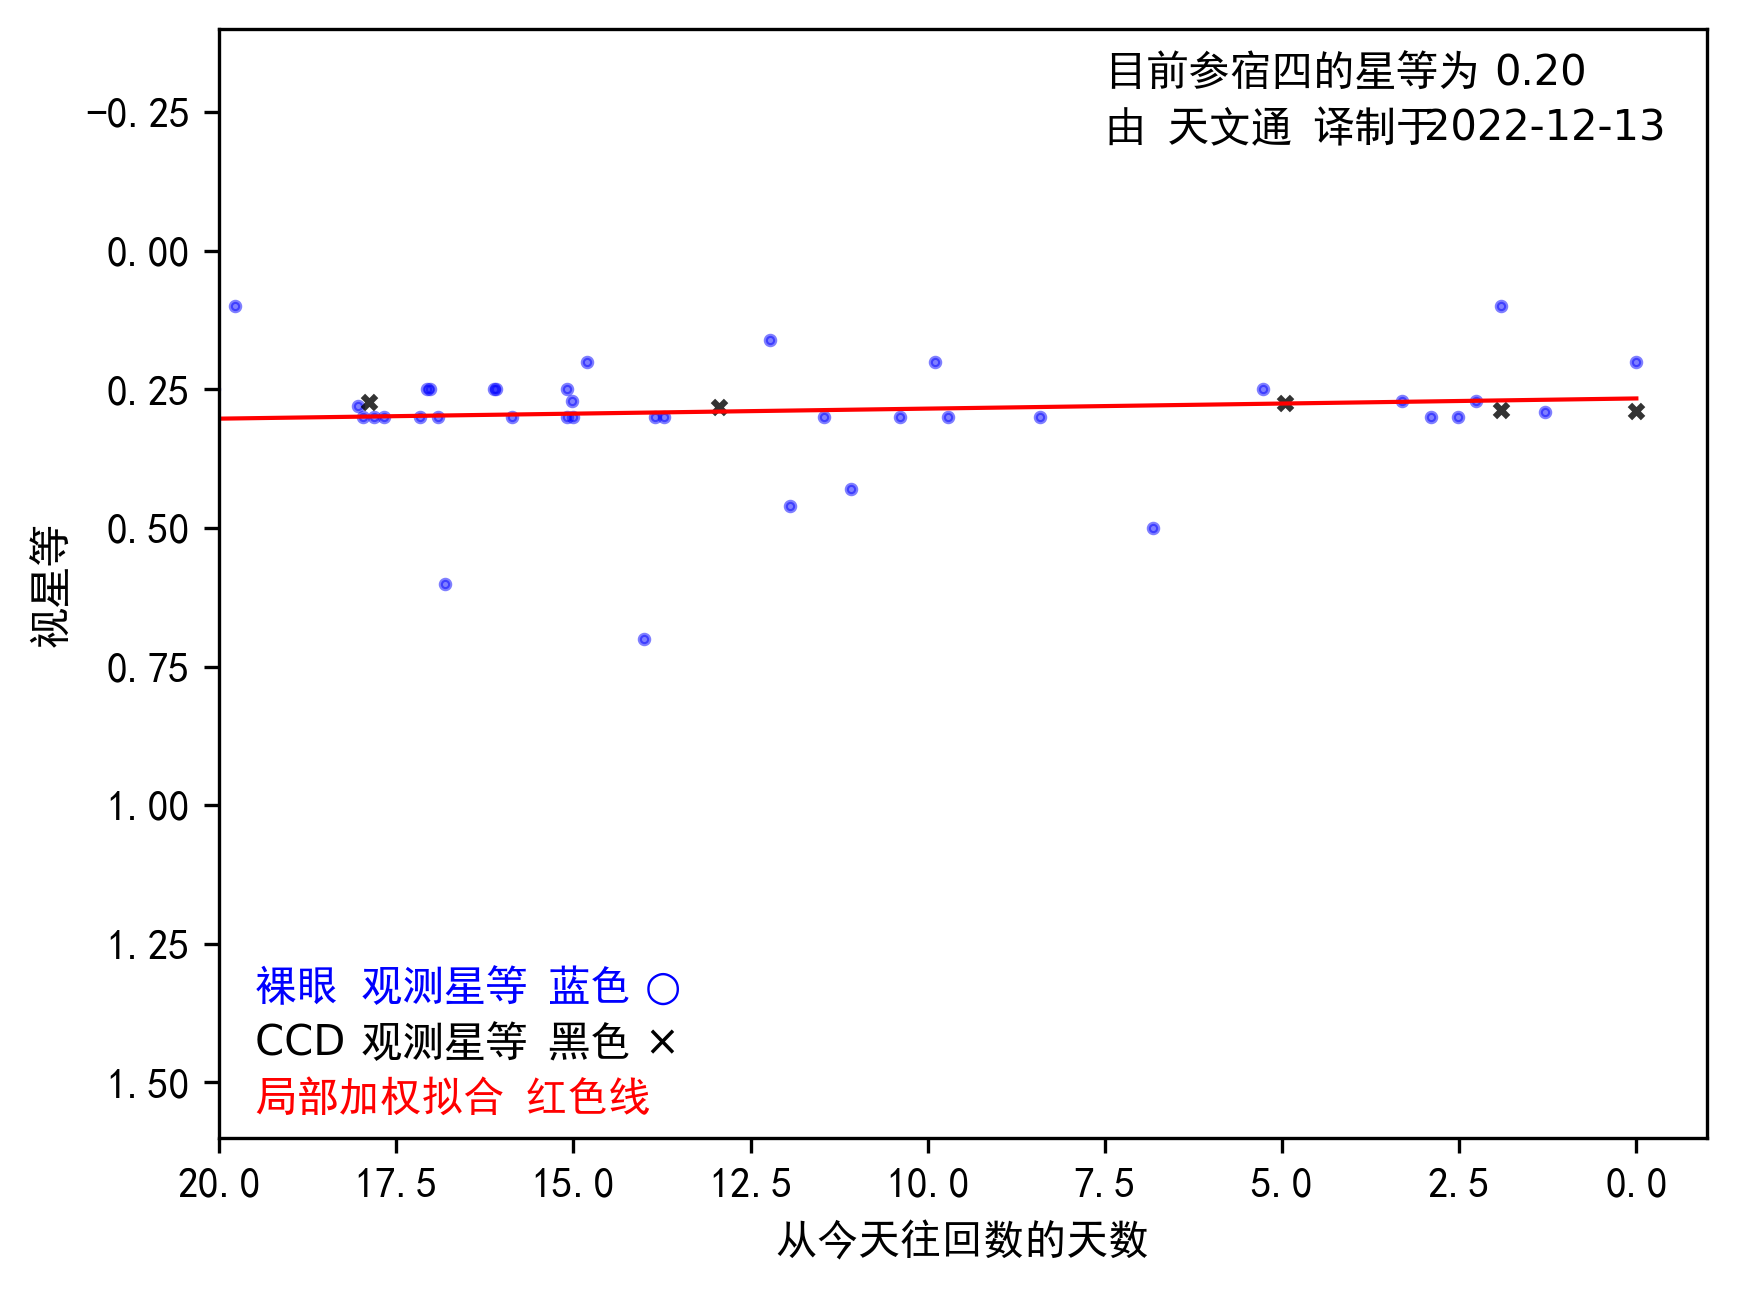 目前参宿四的星等为 0.20
由 天文通 译制于2022-12-13
−0.25
0.00
0.25
0.50
0.75
1.00
1.25
1.50
视星等
裸眼 观测星等 蓝色 ○
CCD 观测星等 黑色 ×
局部加权拟合 红色线
20.0 17.5 15.0 12.5 10.0 7.5 5.0 2.5 0.0
从今天往回数的天数